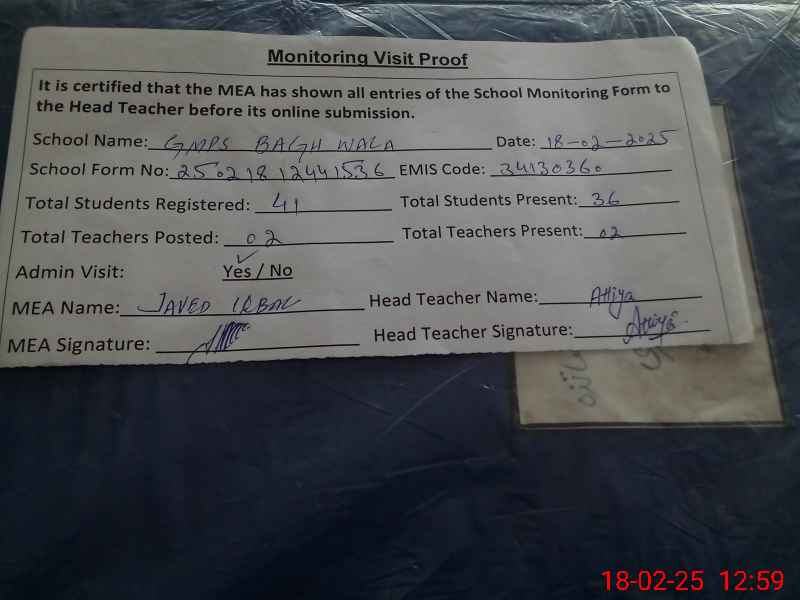 Monitoring Visit Proof
It is certified that the MEA has shown all entries of the School Monitoring Form to
the Head Teacher before its online submission.
School Name: GMPS BAGH WALA Date: 18-02-2025
School Form No: 25021812441536 EMIS Code: 34130360
Total Students Registered: 41 Total Students Present: 36
Total Teachers Posted: 02 Total Teachers Present: 02
Admin Visit: Yes / No
MEA Name: JAVED IQBAL Head Teacher Name: Attiya
MEA Signature: Head Teacher Signature: Attiya
18-02-25 12:59